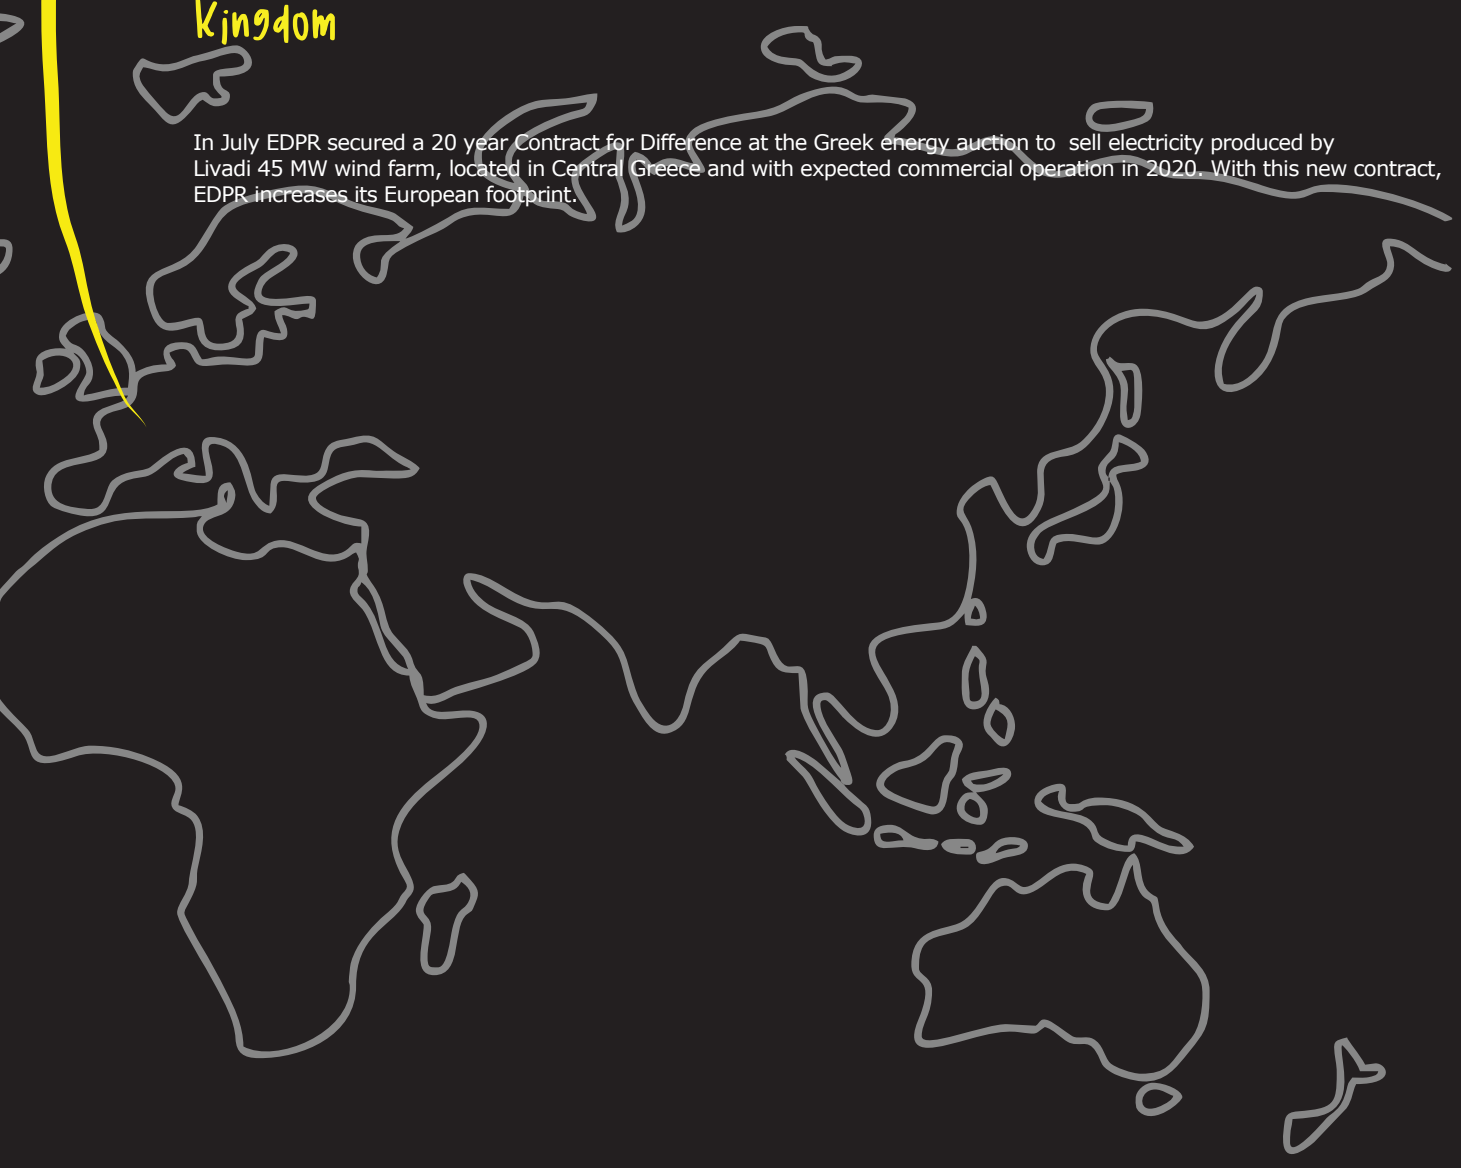 Kingdom
In July EDPR secured a 20 year Contract for Difference at the Greek energy auction to  sell electricity produced by
Livadi 45 MW wind farm, located in Central Greece and with expected commercial operation in 2020. With this new contract,
EDPR increases its European footprint.